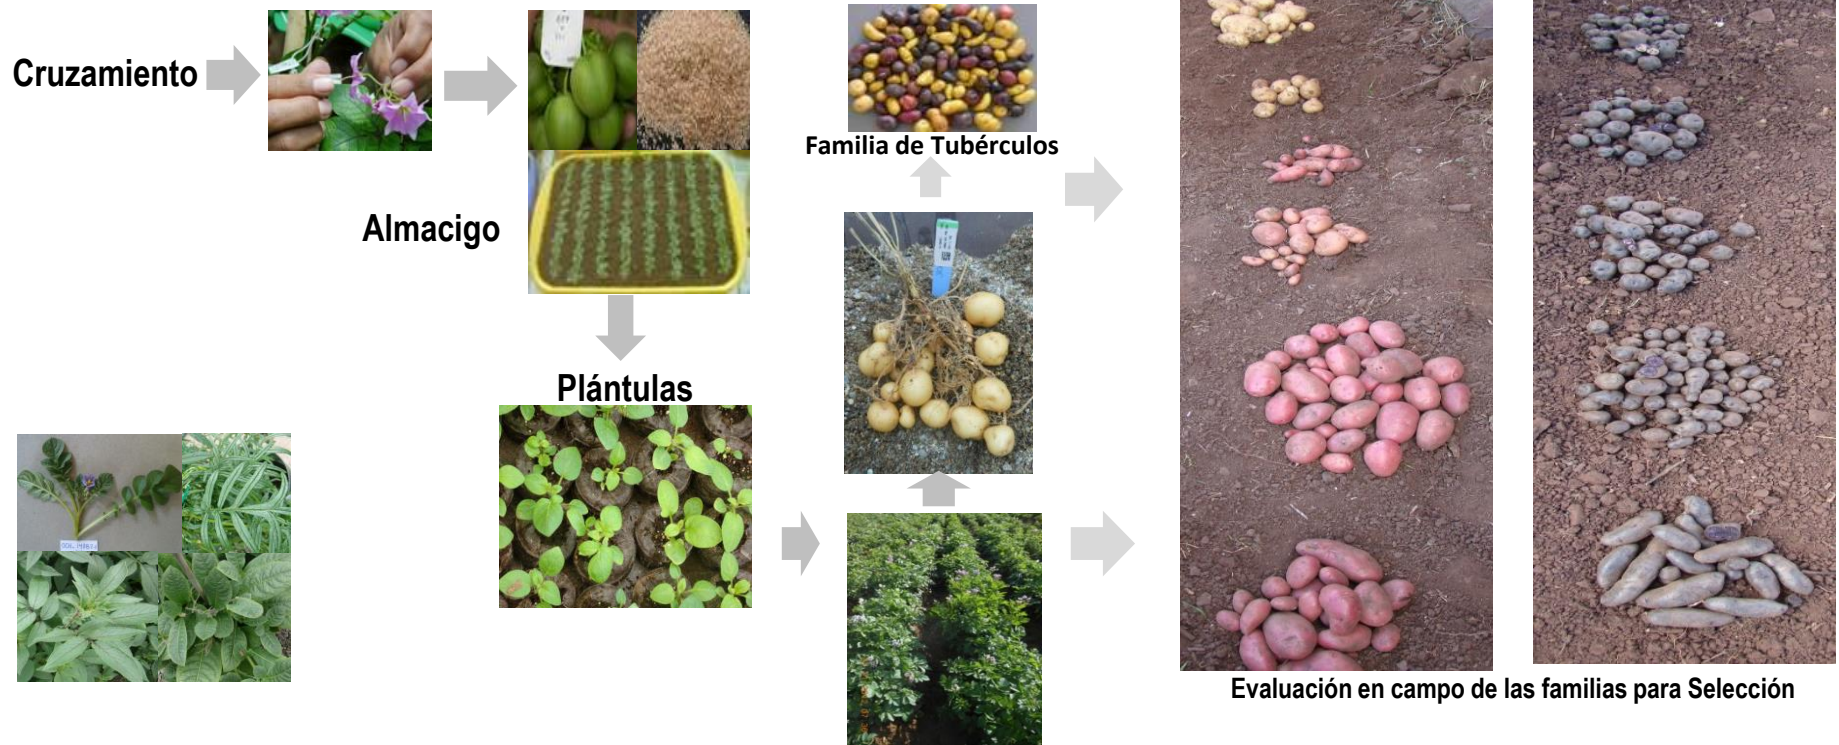 Cruzamiento
Familia de Tubérculos
Almacigo
Plántulas
Evaluación en campo de las familias para Selección